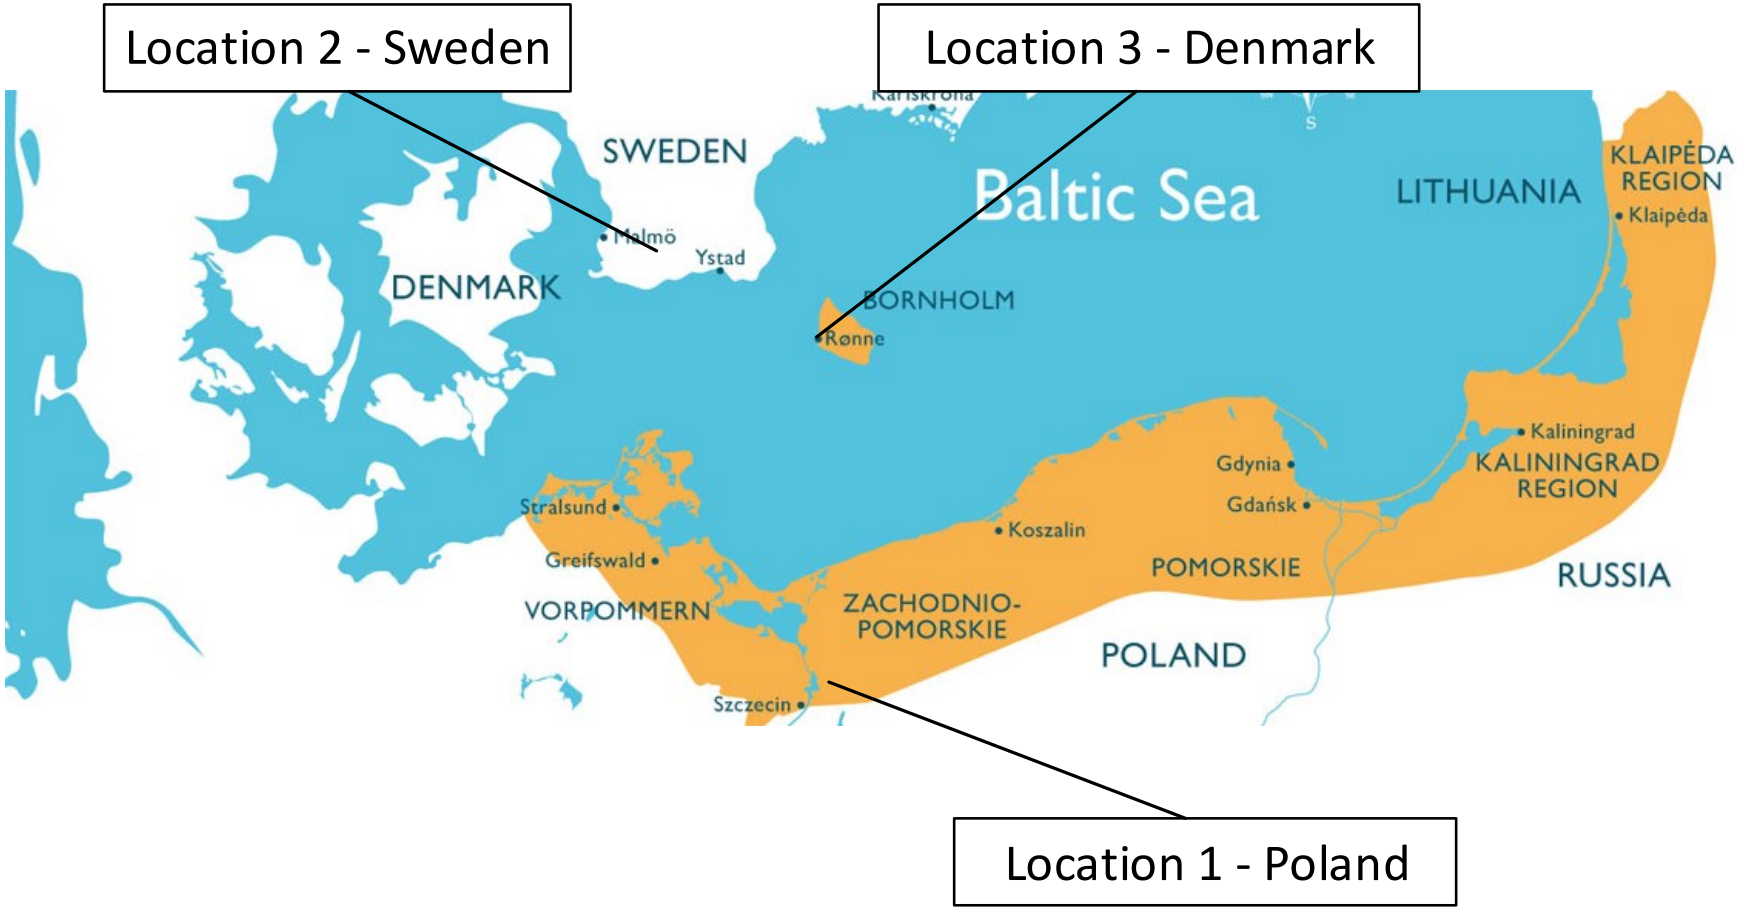 Location 2 - Sweden
Location 3 - Denmark
Karlskrona
S
SWEDEN
Baltic Sea
LITHUANIA
KLAIPĖDA
REGION
Klaipėda
Malmö
Ystad
DENMARK
BORNHOLM
Rønne
Kaliningrad
KALININGRAD
REGION
Gdynia
Gdańsk
Stralsund
Koszalin
Greifswald
POMORSKIE
RUSSIA
VORPOMMERN
ZACHODNIO-
POMORSKIE
POLAND
Szczecin
Location 1 - Poland